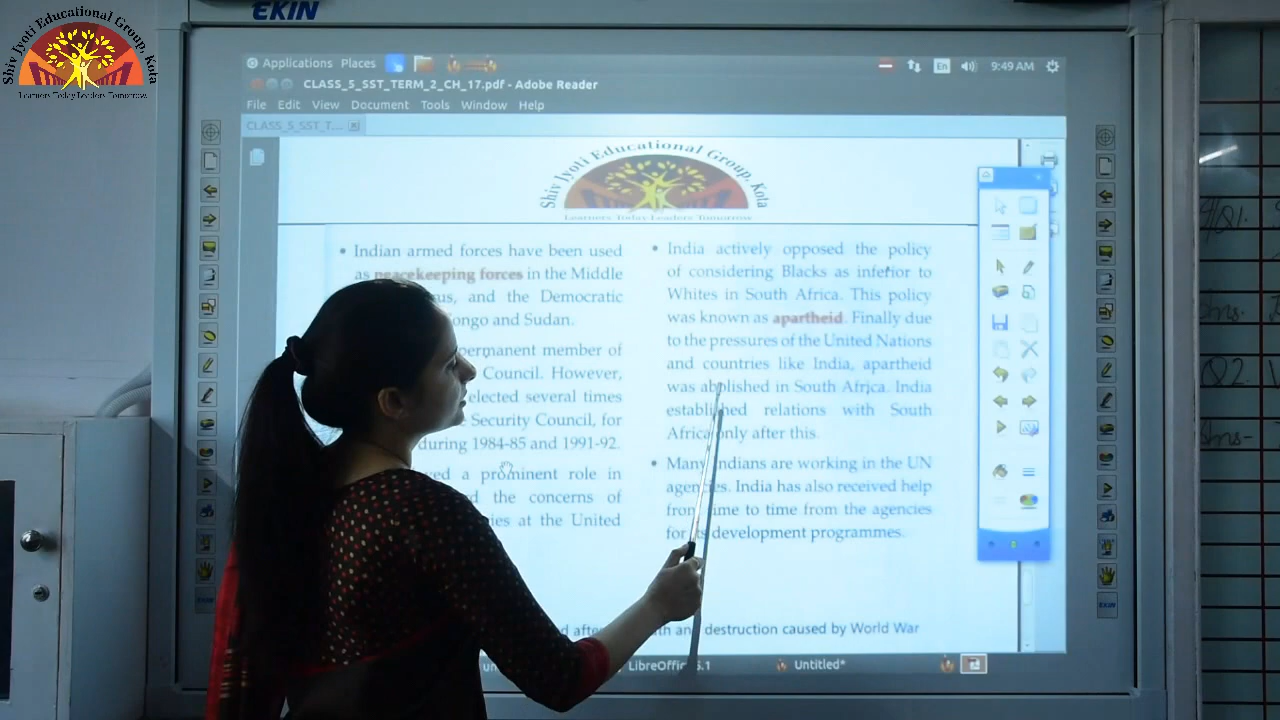 Shiv Jyoti Educational Group, Kota
Learners Today Leaders Tomorrow
EKIN
Applications Places
En
9:49 AM
CLASS_5_SST_TERM_2_CH_17.pdf - Adobe Reader
File Edit View Document Tools Window Help
CLASS_5_SST_T...
Shiv Jyoti Educational Group, Kota
Learners Today Leaders Tomorrow
• Indian armed forces have been used
as peacekeeping forces in the Middle
and the Democratic
Congo and Sudan.
permanent member of
Council. However,
elected several times
Security Council, for
during 1984-85 and 1991-92.
a prominent role in
the concerns of
at the United
• India actively opposed the policy
of considering Blacks as inferior to
Whites in South Africa. This policy
was known as apartheid. Finally due
to the pressures of the United Nations
and countries like India, apartheid
was abolished in South Africa. India
established relations with South
Africa only after this.
• Many Indians are working in the UN
agencies. India has also received help
from time to time from the agencies
for its development programmes.
and destruction caused by World War
LibreOffice 5.1
Untitled*
EKIN
EKIN
Q1.
Ans.
Q2.
Ans-